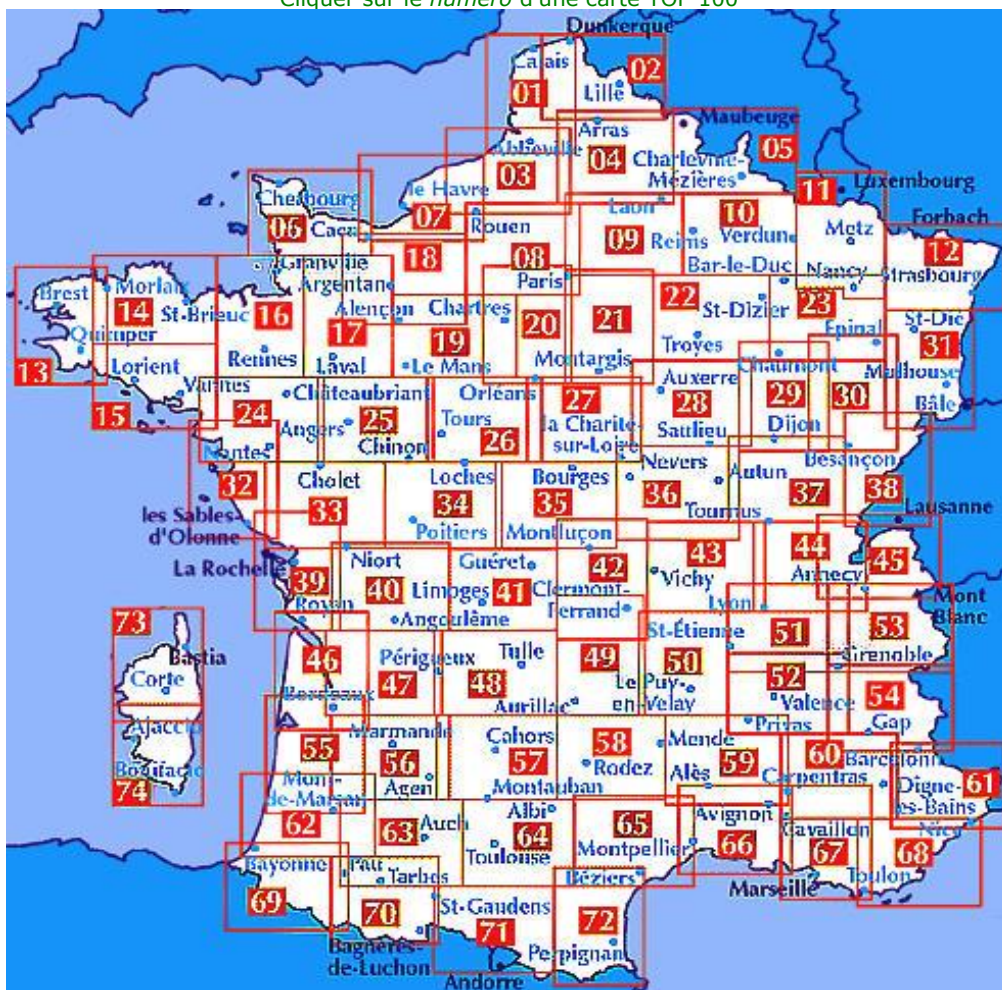 Cliquer sur le numéro d'une carte TOP 100
Dunkerque
Calais
02
01
Lille
Maubeuge
Arras
Abbeville
04
05
03
Charleville-
Mézières
Cherbourg
le Havre
11
Luxembourg
07
Laon
10
Forbach
06
Caen
Rouen
09
Reims
Verdun
Metz
12
Granville
18
08
Bar-le-Duc
Nancy
Strasbourg
Brest
Morlaix
Argentan
Paris
22
14
St-Brieuc
16
Alençon
Chartres
St-Dizier
23
St-Dié
Quimper
17
20
21
Epinal
31
13
Rennes
19
Troyes
Lorient
Laval
Le Mans
Montargis
Chaumont
Mulhouse
Vannes
Châteaubriant
Orléans
Auxerre
29
30
15
24
25
27
28
Bâle
Angers
Tours
la Charité-
sur-Loire
Dijon
Nantes
Chinon
26
Saulieu
Nevers
Besançon
32
Cholet
Loches
Bourges
Autun
34
35
36
37
38
33
Tournus
Lausanne
les Sables-
d'Olonne
Poitiers
Montluçon
44
La Rochelle
Niort
Guéret
42
43
45
39
40
Limoges
41
Clermont-
Ferrand
Vichy
Annecy
Mont
Blanc
Royan
Angoulême
Lyon
73
St-Étienne
51
53
Bastia
46
Périgueux
Tulle
49
50
Grenoble
Corte
47
48
Le Puy-
en-Velay
52
Valence
54
Bordeaux
Aurillac
Privas
Gap
Ajaccio
Marmande
Cahors
58
Mende
55
56
57
Rodez
59
60
Barcelonn
Bonifacio
Mont-
de-Marsan
Agen
Montauban
Alès
Carpentras
Digne-
les-Bains
61
74
Albi
Avignon
62
63
Auch
64
65
Cavaillon
Nice
Toulouse
Montpellier
66
67
68
Bayonne
Pau
Tarbes
Béziers
Marseille
Toulon
69
70
St-Gaudens
72
Bagnères-
de-Luchon
71
Perpignan
Andorre